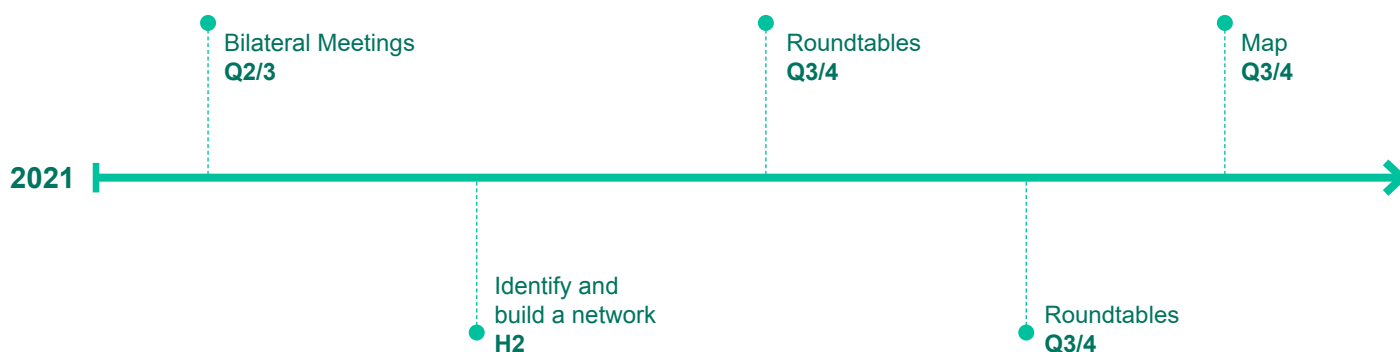 Bilateral Meetings
Q2/3
Roundtables
Q3/4
Map
Q3/4
2021
Identify and
build a network
H2
Roundtables
Q3/4